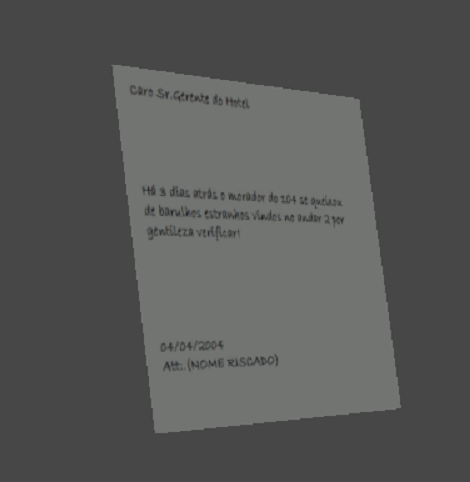 Caro Sr.Gerente do Hotel
Há 3 dias atrás o morador do 104 se queixou
de barulhos estranhos vindos no andar 2 por
gentileza verificar!
04/04/2004
Att:. (NOME RISCADO)